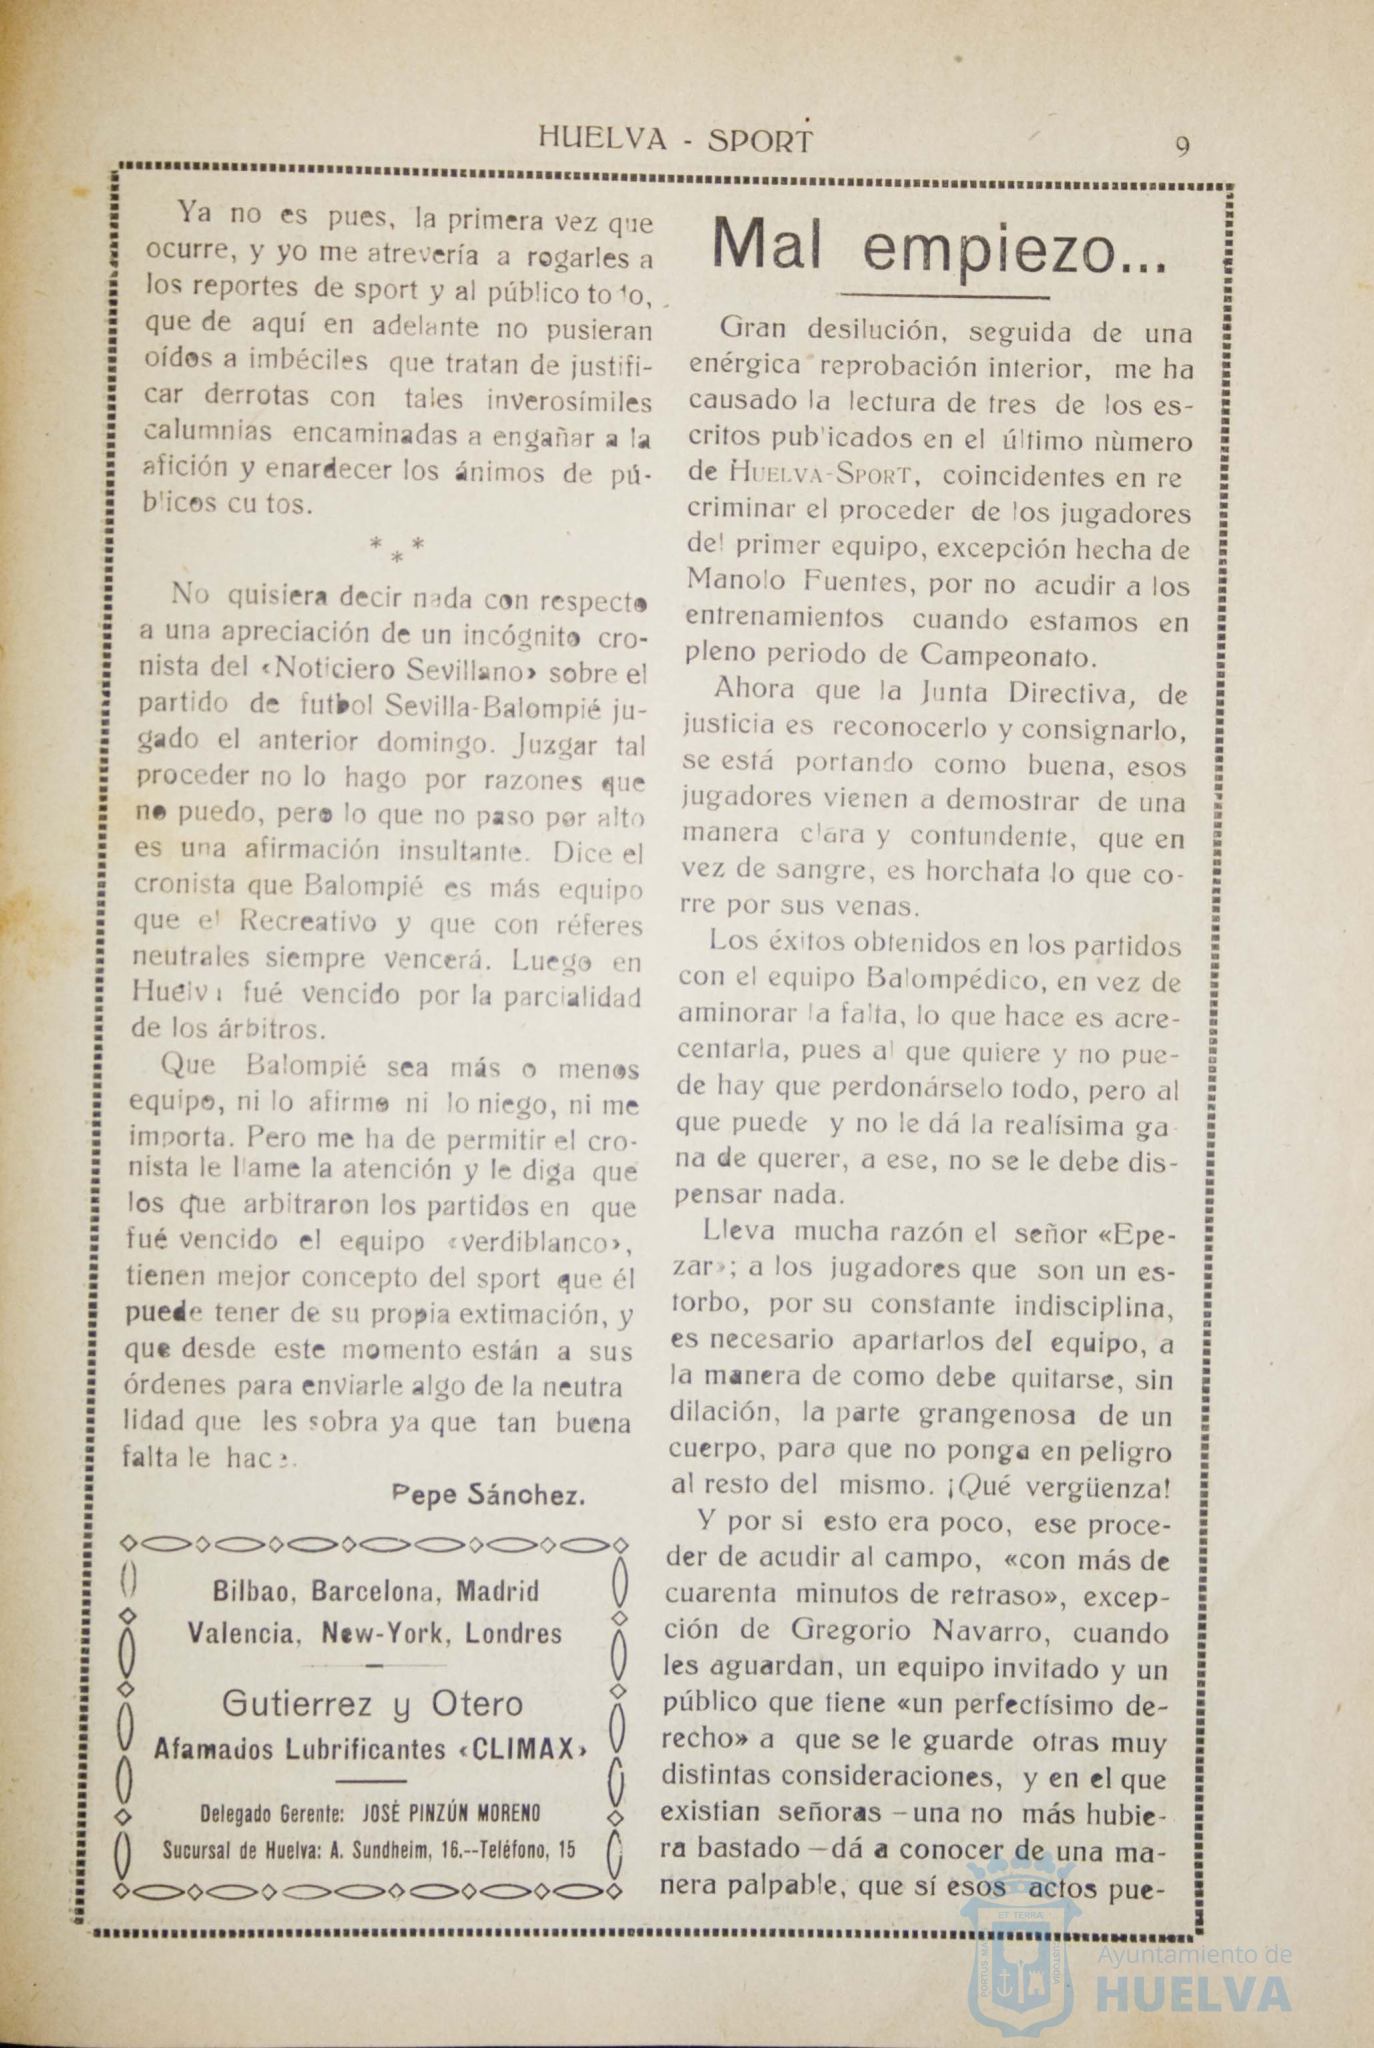 HUELVA - SPORT
9
Ya no es pues, la primera vez que
ocurre, y yo me atrevería a rogarles a
los reportes de sport y al público todo,
que de aquí en adelante no pusieran
oídos a imbéciles que tratan de justifi-
car derrotas con tales inverosímiles
calumnias encaminadas a engañar a la
afición y enardecer los ánimos de pú-
blicos cu tos.
* * *
No quisiera decir nada con respecto
a una apreciación de un incógnito cro-
nista del «Noticiero Sevillano» sobre el
partido de futbol Sevilla-Balompié ju-
gado el anterior domingo. Juzgar tal
proceder no lo hago por razones que
no puedo, pero lo que no paso por alto
es una afirmación insultante. Dice el
cronista que Balompié es más equipo
que el Recreativo y que con réferes
neutrales siempre vencerá. Luego en
Huelva fué vencido por la parcialidad
de los árbitros.
Que Balompié sea más o menos
equipo, ni lo afirmo ni lo niego, ni me
importa. Pero me ha de permitir el cro-
nista le llame la atención y le diga que
los que arbitraron los partidos en que
fué vencido el equipo «verdiblanco»,
tienen mejor concepto del sport que él
puede tener de su propia extimación, y
que desde este momento están a sus
órdenes para enviarle algo de la neutra
lidad que les sobra ya que tan buena
falta le hace.
Pepe Sánchez.
Bilbao, Barcelona, Madrid
Valencia, New-York, Londres
Gutierrez y Otero
Afamados Lubrificantes «CLIMAX»
Delegado Gerente: JOSÉ PINZÚN MORENO
Sucursal de Huelva: A. Sundheim, 16.--Teléfono, 15
Mal empiezo...
Gran desilución, seguida de una
enérgica reprobación interior, me ha
causado la lectura de tres de los es-
critos publicados en el último nùmero
de HUELVA-SPORT, coincidentes en re
criminar el proceder de los jugadores
del primer equipo, excepción hecha de
Manolo Fuentes, por no acudir a los
entrenamientos cuando estamos en
pleno periodo de Campeonato.
Ahora que la Junta Directiva, de
justicia es reconocerlo y consignarlo,
se está portando como buena, esos
jugadores vienen a demostrar de una
manera clara y contundente, que en
vez de sangre, es horchata lo que co-
rre por sus venas.
Los éxitos obtenidos en los partidos
con el equipo Balompédico, en vez de
aminorar la falta, lo que hace es acre-
centarla, pues al que quiere y no pue-
de hay que perdonárselo todo, pero al
que puede y no le dá la realísima ga
na de querer, a ese, no se le debe dis-
pensar nada.
Lleva mucha razón el señor «Epe-
zar»; a los jugadores que son un es-
torbo, por su constante indisciplina,
es necesario apartarlos del equipo, a
la manera de como debe quitarse, sin
dilación, la parte grangenosa de un
cuerpo, para que no ponga en peligro
al resto del mismo. ¡Qué vergüenza!
Y por si esto era poco, ese proce-
der de acudir al campo, «con más de
cuarenta minutos de retraso», excep-
ción de Gregorio Navarro, cuando
les aguardan, un equipo invitado y un
público que tiene «un perfectísimo de-
recho» a que se le guarde otras muy
distintas consideraciones, y en el que
existian señoras —una no más hubie-
ra bastado —dá a conocer de una ma-
nera palpable, que sí esos actos pue-
ET TERRA
PORTUS MA
CUSTODIA
Ayuntamiento de
HUELVA